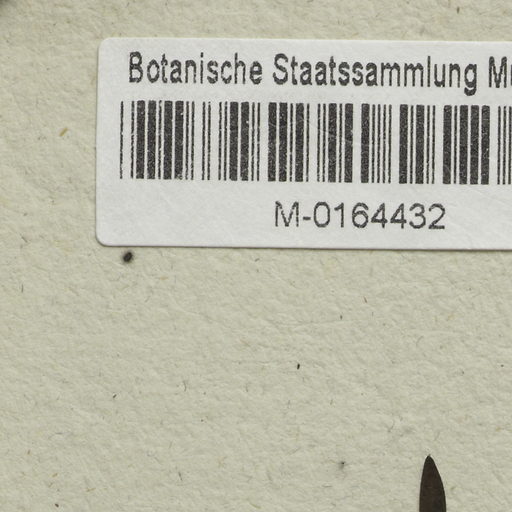 Botanische Staatssammlung
M-0164432